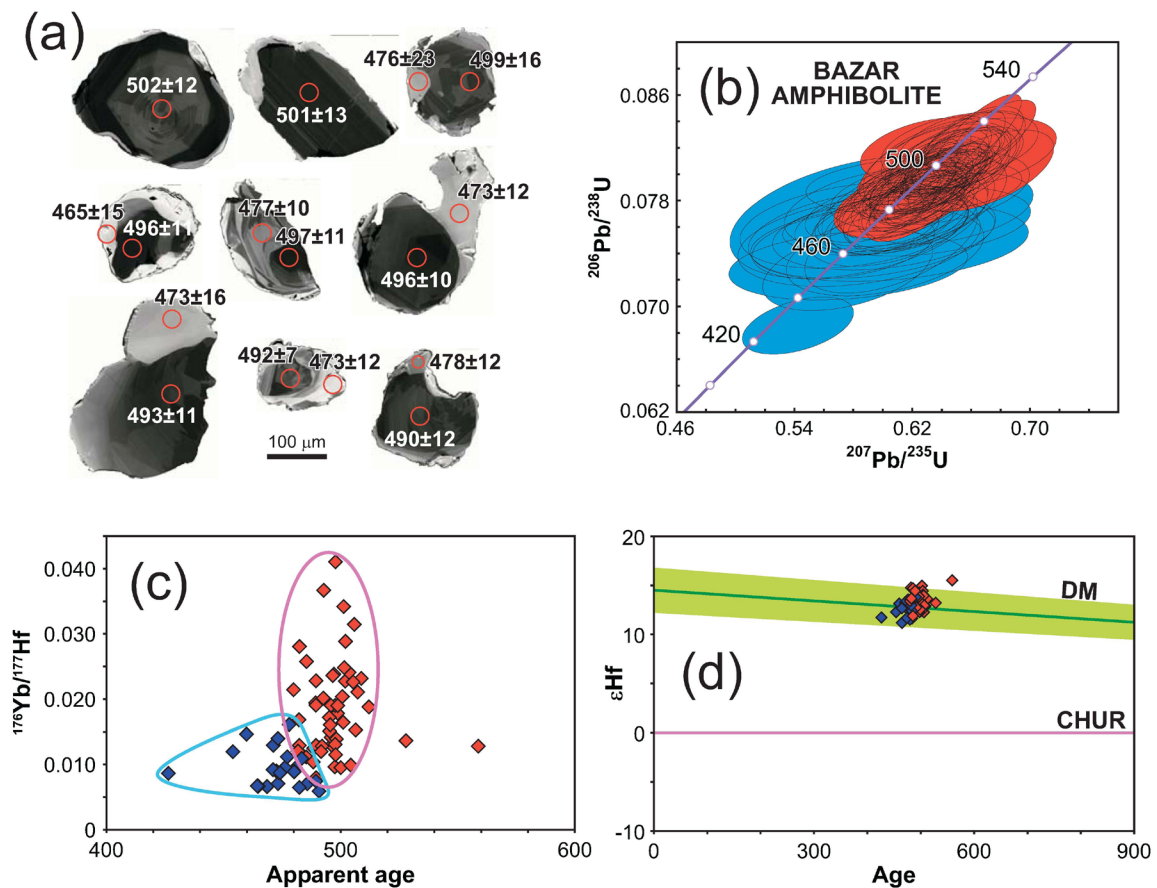 (a)
502±12
501±13
476±23 499±16
465±15
496±11
477±10
497±11
473±12
496±10
473±16
493±11
492±7 473±12
478±12
490±12
100 μm
(b)
BAZAR
AMPHIBOLITE
540
500
460
420
0.086
0.078
0.070
0.062
0.46 0.54 0.62 0.70
²⁰⁶Pb/²³⁸U
²⁰⁷Pb/²³⁵U
(c)
0.040
0.030
0.020
0.010
0
400 500 600
¹⁷⁶Yb/¹⁷⁷Hf
Apparent age
(d)
20
10
0
-10
0 300 600 900
εHf
Age
DM
CHUR